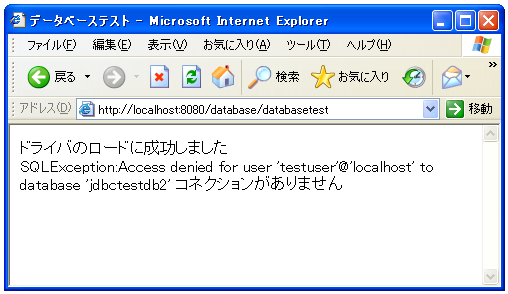 データベーステスト - Microsoft Internet Explorer
ファイル(F) 編集(E) 表示(V) お気に入り(A) ツール(T) ヘルプ(H)
戻る 検索 お気に入り »
アドレス(D) http://localhost:8080/database/databasetest 移動
ドライバのロードに成功しました
SQLException:Access denied for user 'testuser'@'localhost' to
database 'jdbctestdb2' コネクションがありません